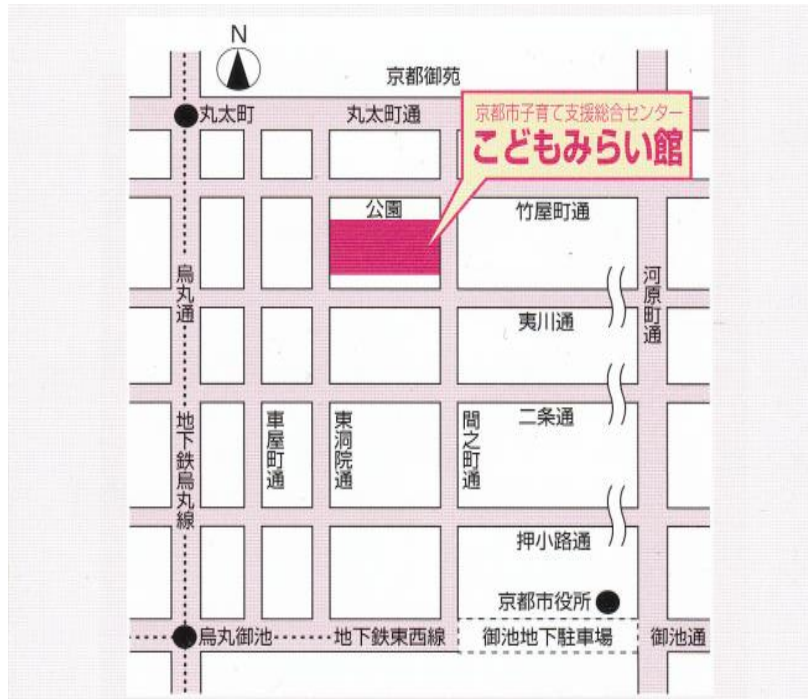 N
京都御苑
丸太町
丸太町通
京都市子育て支援総合センター
こどもみらい館
公園
竹屋町通
烏丸通
河原町通
夷川通
地下鉄烏丸線
車屋町通
東洞院通
間之町通
二条通
押小路通
京都市役所
烏丸御池
地下鉄東西線
御池地下駐車場
御池通